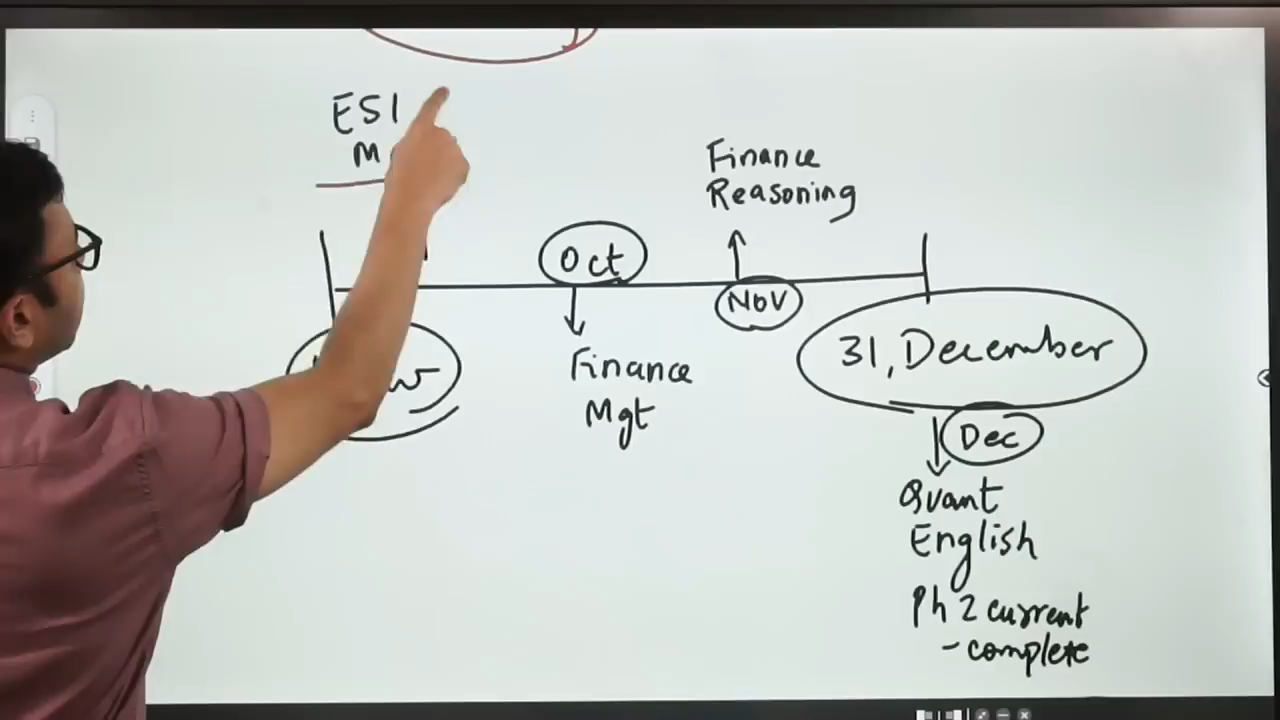 ESI
Finance
Reasoning
Oct
Nov
31, December
Finance
Mgt
Dec
Quant
English
Ph 2 current
- complete